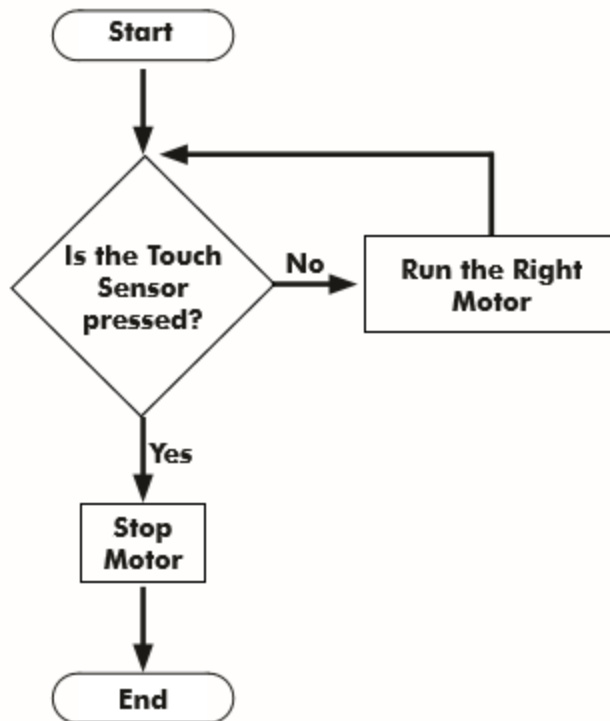 Start
Is the Touch
Sensor
pressed?
No
Run the Right
Motor
Yes
Stop
Motor
End